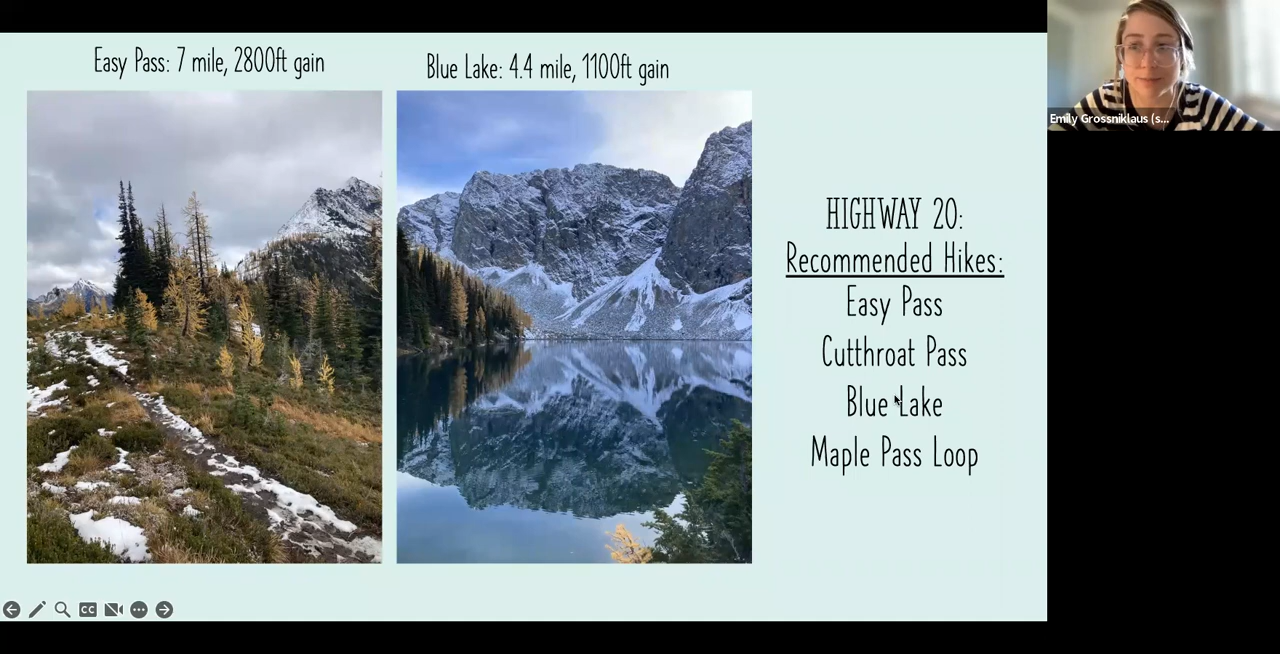 Easy Pass: 7 mile, 2800ft gain
Blue Lake: 4.4 mile, 1100ft gain
HIGHWAY 20:
Recommended Hikes:
Easy Pass
Cutthroat Pass
Blue Lake
Maple Pass Loop
Emily Grossniklaus (s...
CC